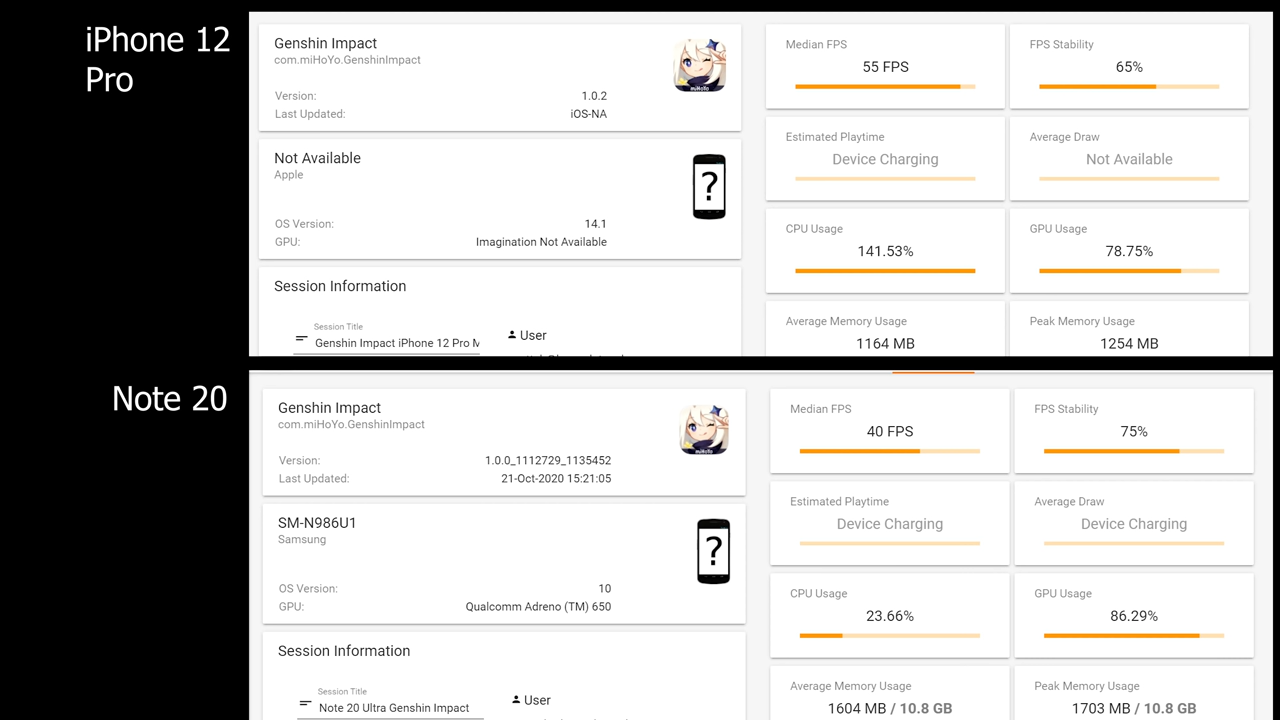 iPhone 12
Pro
Genshin Impact
com.miHoYo.GenshinImpact
miHoYo
Version: 1.0.2
Last Updated: iOS-NA
Not Available
Apple
?
OS Version: 14.1
GPU: Imagination Not Available
Session Information
Session Title
Genshin Impact iPhone 12 Pro M
User
Median FPS
55 FPS
FPS Stability
65%
Estimated Playtime
Device Charging
Average Draw
Not Available
CPU Usage
141.53%
GPU Usage
78.75%
Average Memory Usage
1164 MB
Peak Memory Usage
1254 MB
Note 20
Genshin Impact
com.miHoYo.GenshinImpact
miHoYo
Version: 1.0.0_1112729_1135452
Last Updated: 21-Oct-2020 15:21:05
SM-N986U1
Samsung
?
OS Version: 10
GPU: Qualcomm Adreno (TM) 650
Session Information
Session Title
Note 20 Ultra Genshin Impact
User
Median FPS
40 FPS
FPS Stability
75%
Estimated Playtime
Device Charging
Average Draw
Device Charging
CPU Usage
23.66%
GPU Usage
86.29%
Average Memory Usage
1604 MB / 10.8 GB
Peak Memory Usage
1703 MB / 10.8 GB